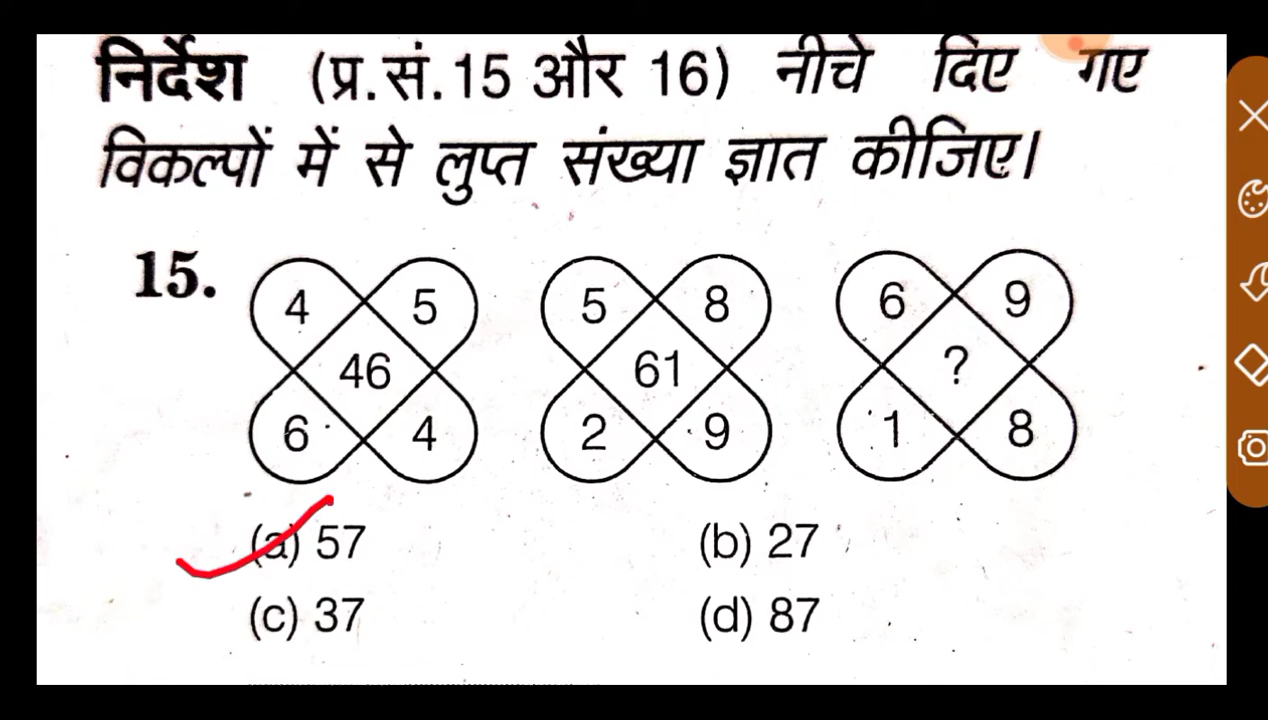 निर्देश (प्र.सं.15 और 16) नीचे दिए गए
विकल्पों में से लुप्त संख्या ज्ञात कीजिए।
15.
4 5 5 8 6 9
46 61 ?
6 4 2 9 1 8
(a) 57 (b) 27
(c) 37 (d) 87